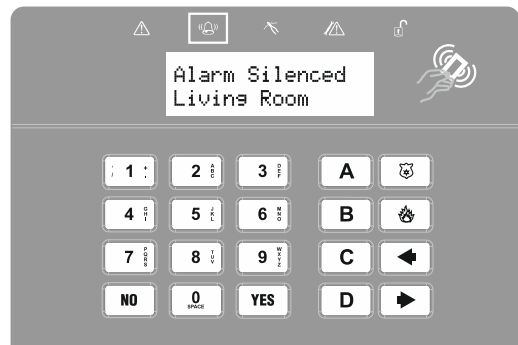 Alarm Silenced
Living Room
' / 1 + .
2 A B C
3 D E F
A
4 G H I
5 J K L
6 M N O
B
7 P Q R S
8 T U V
9 W X Y Z
C
NO
0 SPACE
YES
D